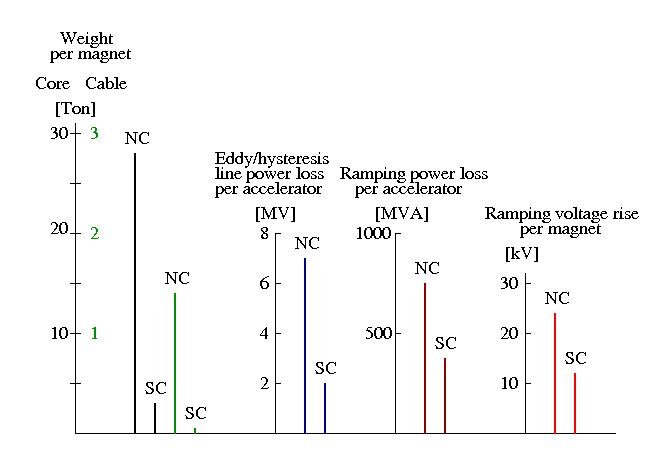 Weight
per magnet
Core Cable
[Ton]
30 3
20 2
10 1
NC
SC
NC
SC
Eddy/hysteresis
line power loss
per accelerator
[MV]
8
6
4
2
NC
SC
Ramping power loss
per accelerator
[MVA]
1000
500
NC
SC
Ramping voltage rise
per magnet
[kV]
30
20
10
NC
SC